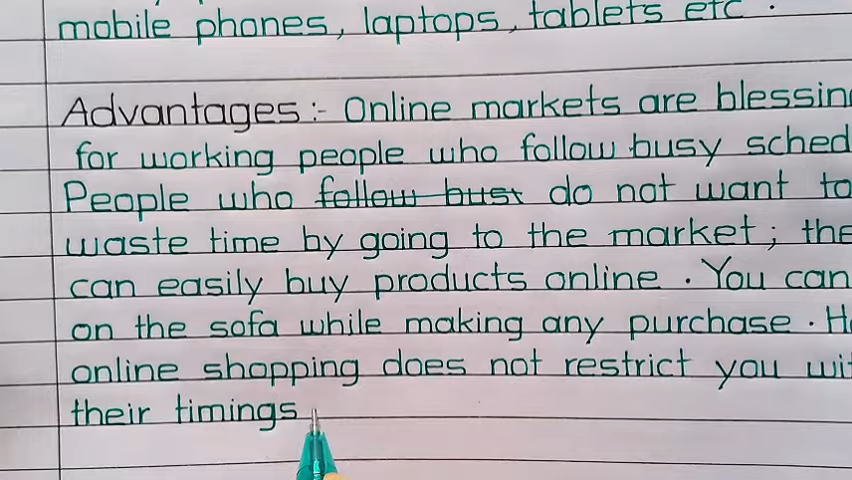 mobile phones, laptops, tablets etc.
Advantages :- Online markets are blessin
for working people who follow busy sched
People who follow bust do not want to
waste time by going to the market; the
can easily buy products online. You can
on the sofa while making any purchase. H
online shopping does not restrict you wit
their timings